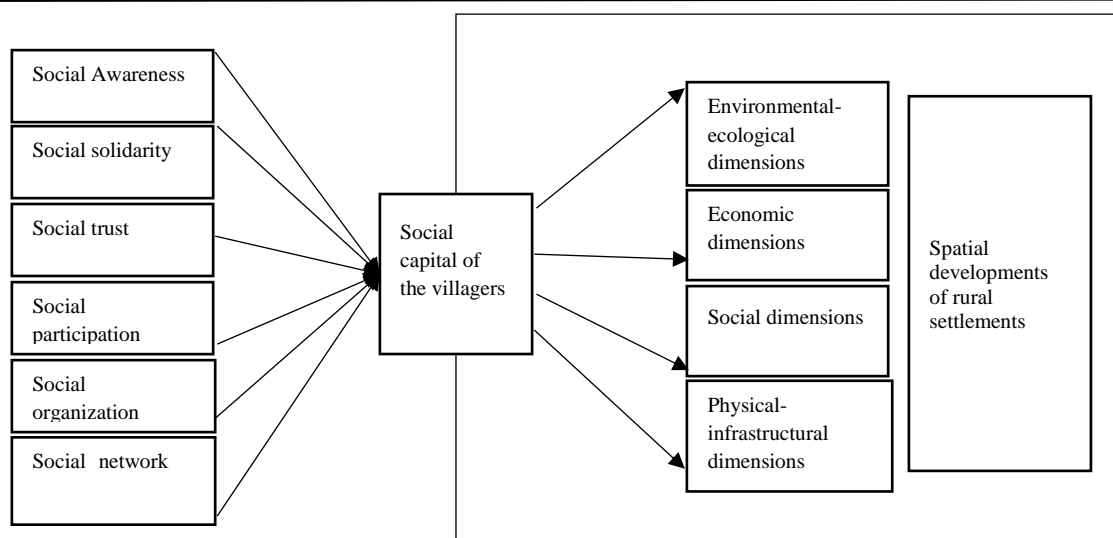 Social Awareness
Social solidarity
Social trust
Social
participation
Social
organization
Social network
Social
capital of
the villagers
Environmental-
ecological
dimensions
Economic
dimensions
Social dimensions
Physical-
infrastructural
dimensions
Spatial
developments
of rural
settlements